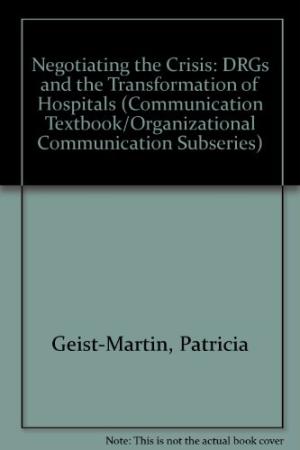 Negotiating the Crisis: DRGs
and the Transformation of
Hospitals (Communication
Textbook/Organizational
Communication Subseries)
Geist-Martin, Patricia
Note: This is not the actual book cover